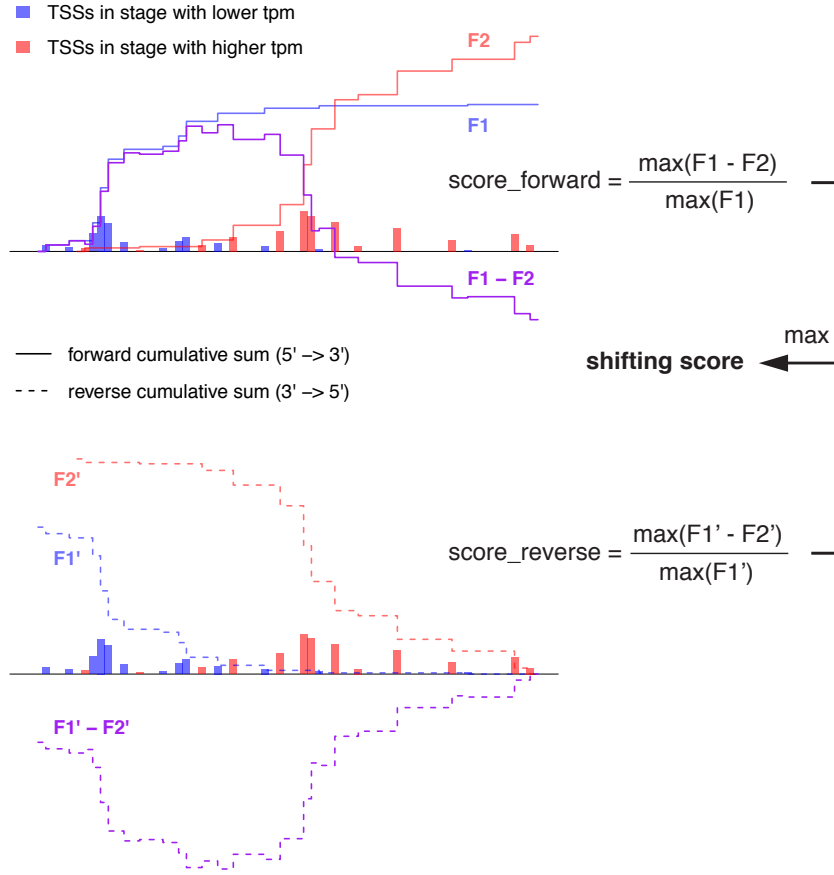 TSSs in stage with lower tpm
TSSs in stage with higher tpm
F2
F1
score_forward = max(F1 - F2)
max(F1)
F1 – F2
max
forward cumulative sum (5' –> 3')
shifting score
reverse cumulative sum (3' –> 5')
F2'
F1'
score_reverse = max(F1’ - F2’)
max(F1’)
F1' – F2'